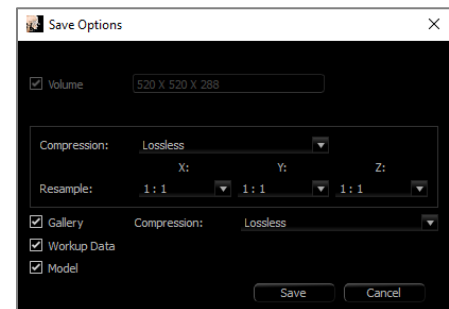 Save Options
Volume 520 X 520 X 288
Compression: Lossless
X: Y: Z:
Resample: 1 : 1 1 : 1 1 : 1
Gallery Compression: Lossless
Workup Data
Model
Save Cancel